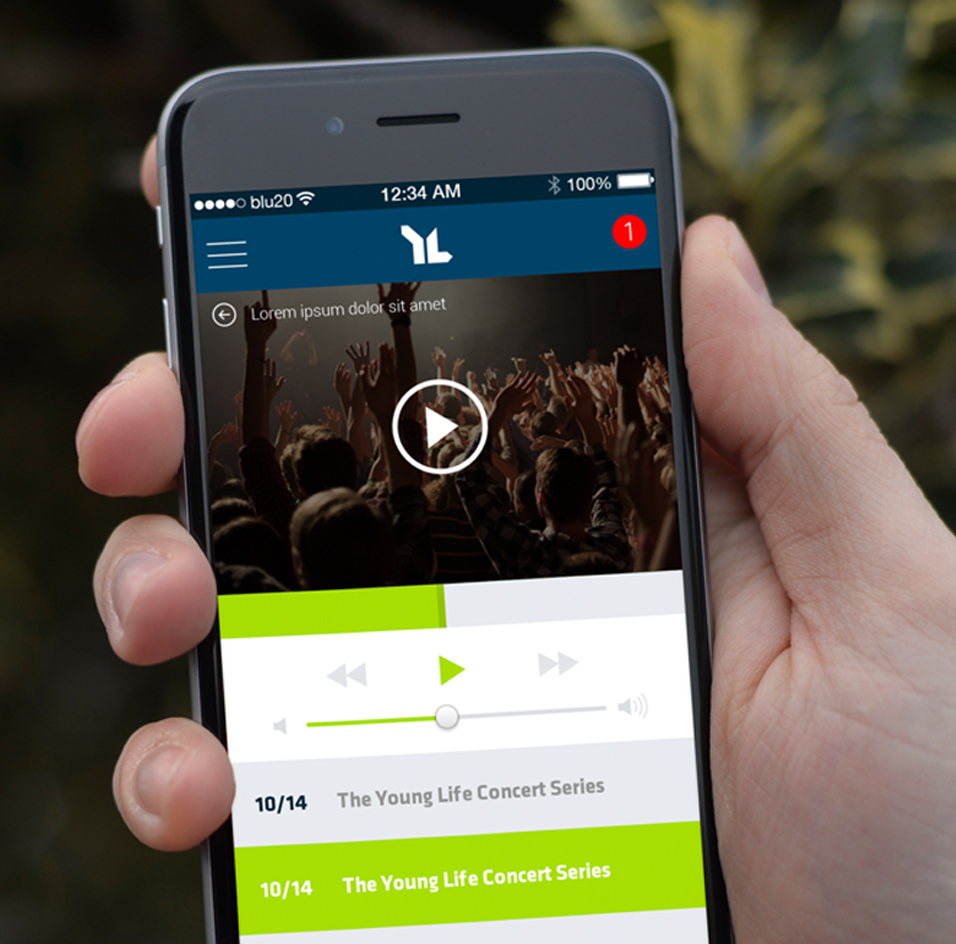 blu20 12:34 AM 100%
YL 1
Lorem ipsum dolor sit amet
10/14 The Young Life Concert Series
10/14 The Young Life Concert Series